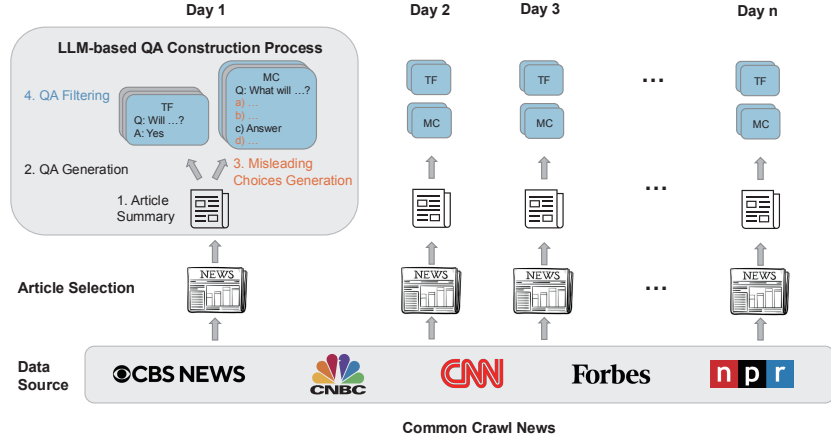 Day 1
Day 2
Day 3
Day n
LLM-based QA Construction Process
4. QA Filtering
TF
Q: Will ...?
A: Yes
MC
Q: What will ...?
a) ...
b) ...
c) Answer
d) ...
2. QA Generation
3. Misleading
Choices Generation
1. Article
Summary
TF
MC
TF
MC
...
TF
MC
...
Article Selection
NEWS
NEWS
NEWS
...
NEWS
Data
Source
CBS NEWS
CNBC
CNN
Forbes
npr
Common Crawl News